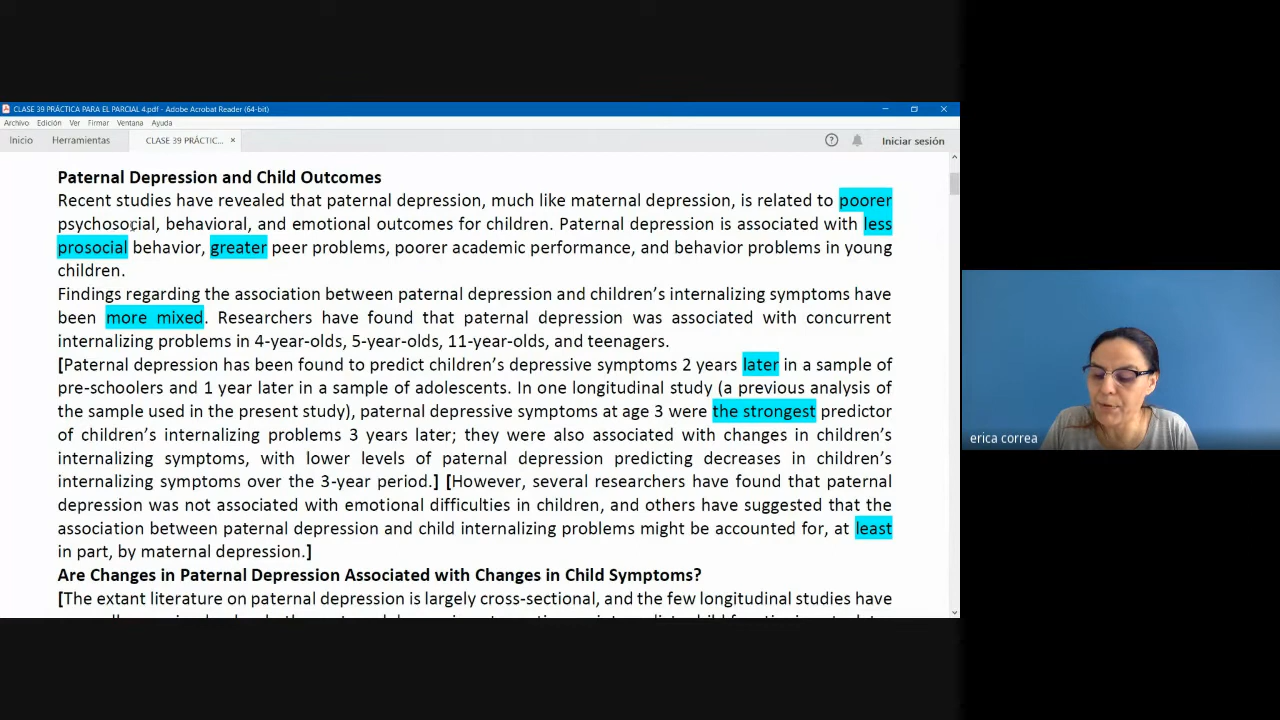 CLASE 39 PRÁCTICA PARA EL PARCIAL 4.pdf - Adobe Acrobat Reader (64-bit)
Archivo Edición Ver Firmar Ventana Ayuda
Inicio Herramientas CLASE 39 PRÁCTIC... × Iniciar sesión
Paternal Depression and Child Outcomes
Recent studies have revealed that paternal depression, much like maternal depression, is related to poorer
psychosocial, behavioral, and emotional outcomes for children. Paternal depression is associated with less
prosocial behavior, greater peer problems, poorer academic performance, and behavior problems in young
children.
Findings regarding the association between paternal depression and children's internalizing symptoms have
been more mixed. Researchers have found that paternal depression was associated with concurrent
internalizing problems in 4-year-olds, 5-year-olds, 11-year-olds, and teenagers.
[Paternal depression has been found to predict children's depressive symptoms 2 years later in a sample of
pre-schoolers and 1 year later in a sample of adolescents. In one longitudinal study (a previous analysis of
the sample used in the present study), paternal depressive symptoms at age 3 were the strongest predictor
of children's internalizing problems 3 years later; they were also associated with changes in children's
internalizing symptoms, with lower levels of paternal depression predicting decreases in children's
internalizing symptoms over the 3-year period.] [However, several researchers have found that paternal
depression was not associated with emotional difficulties in children, and others have suggested that the
association between paternal depression and child internalizing problems might be accounted for, at least
in part, by maternal depression.]
Are Changes in Paternal Depression Associated with Changes in Child Symptoms?
[The extant literature on paternal depression is largely cross-sectional, and the few longitudinal studies have
erica correa